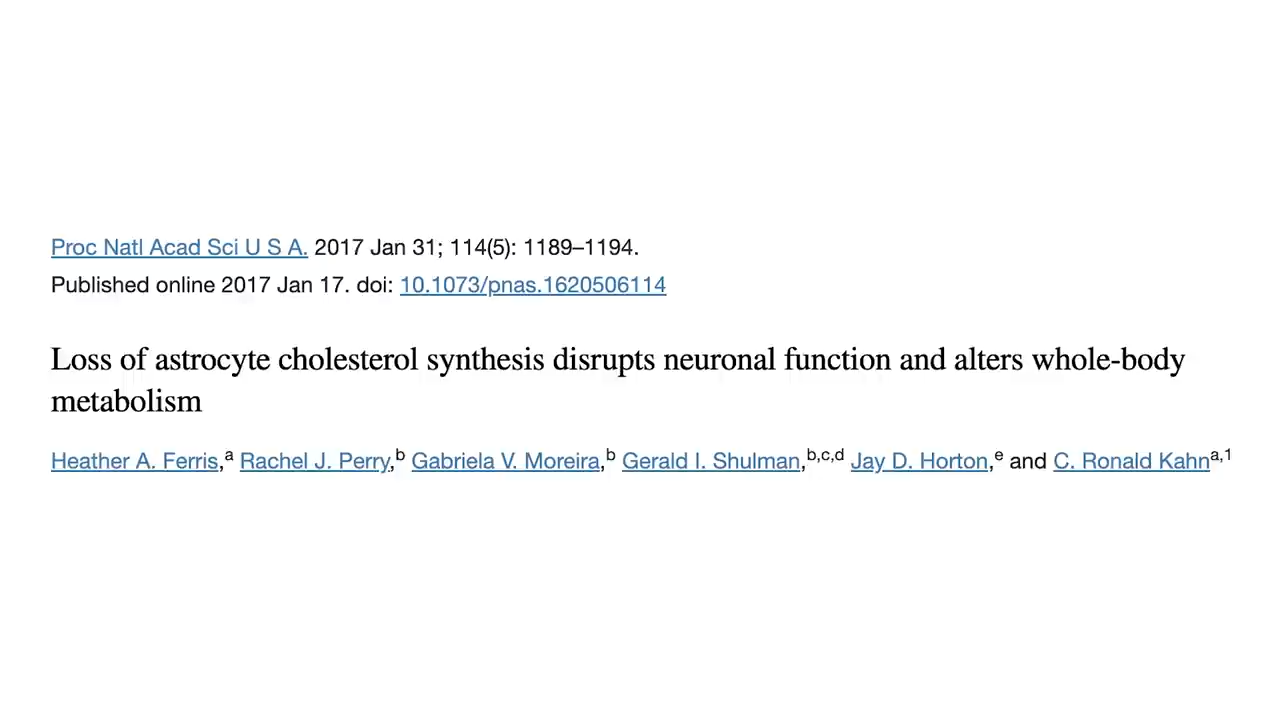 Proc Natl Acad Sci U S A. 2017 Jan 31; 114(5): 1189–1194.
Published online 2017 Jan 17. doi: 10.1073/pnas.1620506114
Loss of astrocyte cholesterol synthesis disrupts neuronal function and alters whole-body
metabolism
Heather A. Ferris,a Rachel J. Perry,b Gabriela V. Moreira,b Gerald I. Shulman,b,c,d Jay D. Horton,e and C. Ronald Kahna,1